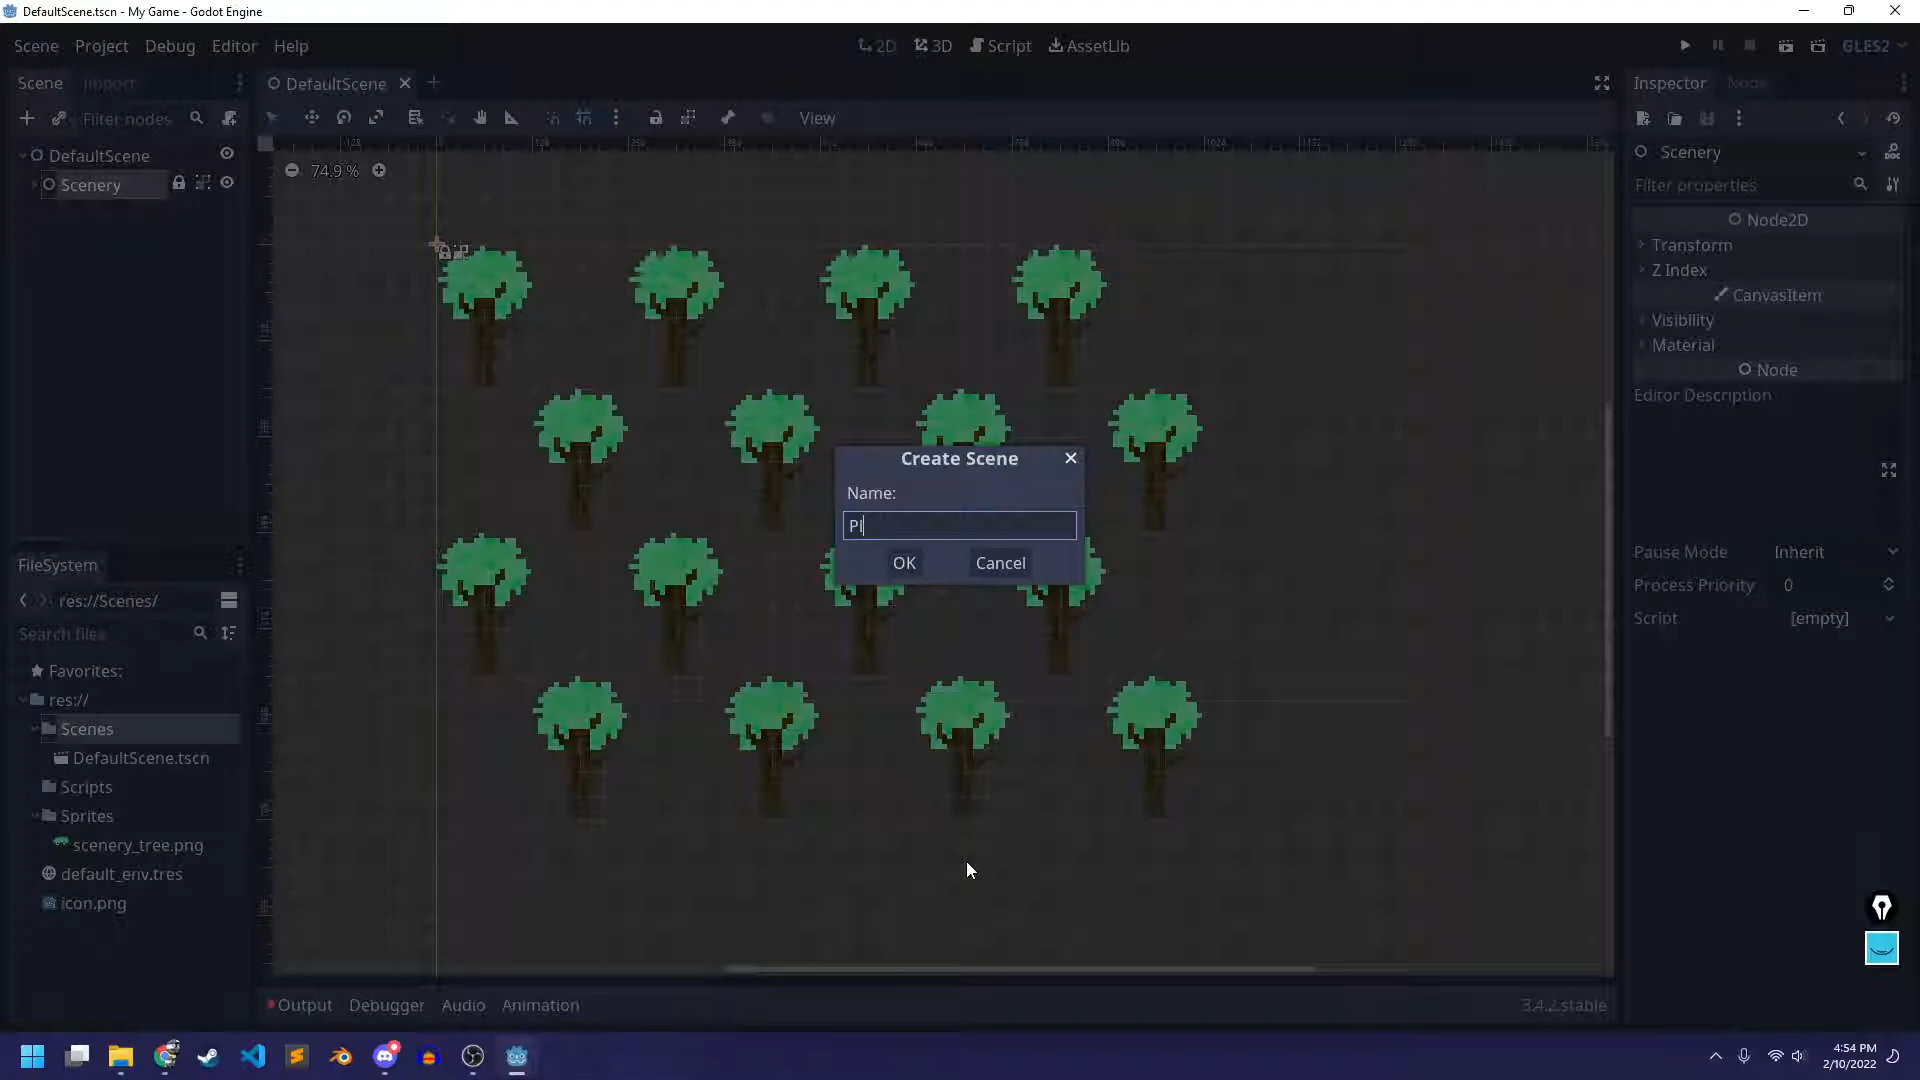 DefaultScene.tscn - My Game - Godot Engine
Scene Project Debug Editor Help
2D 3D Script AssetLib
GLES2
Scene Import
DefaultScene
Inspector Node
Filter nodes
View
DefaultScene
Scenery
74.9 %
Scenery
Filter properties
Node2D
Transform
Z Index
CanvasItem
Visibility
Material
Node
Editor Description
Create Scene
Name:
Pl
OK Cancel
Pause Mode Inherit
Process Priority 0
Script [empty]
FileSystem
res://Scenes/
Search files
Favorites:
res://
Scenes
DefaultScene.tscn
Scripts
Sprites
scenery_tree.png
default_env.tres
icon.png
Output Debugger Audio Animation
3.4.2.stable
4:54 PM
2/10/2022